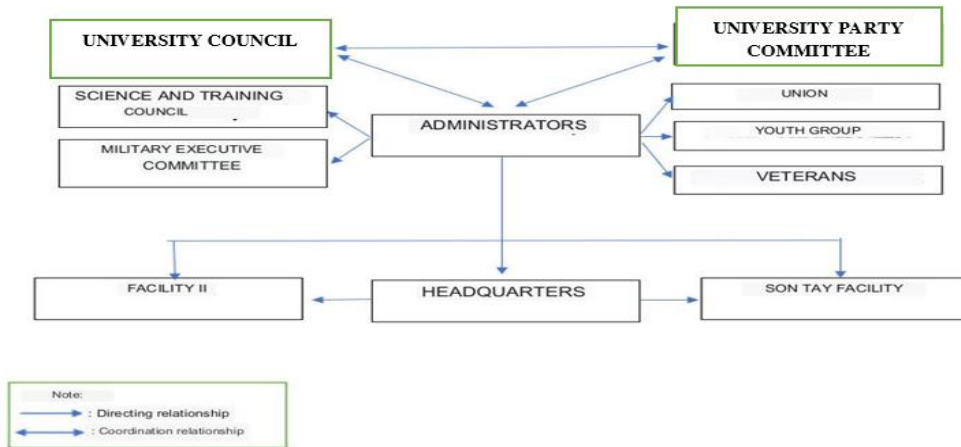 UNIVERSITY COUNCIL
UNIVERSITY PARTY
COMMITTEE
SCIENCE AND TRAINING
COUNCIL
MILITARY EXECUTIVE
COMMITTEE
ADMINISTRATORS
UNION
YOUTH GROUP
VETERANS
FACILITY II
HEADQUARTERS
SON TAY FACILITY
Note:
: Directing relationship
: Coordination relationship